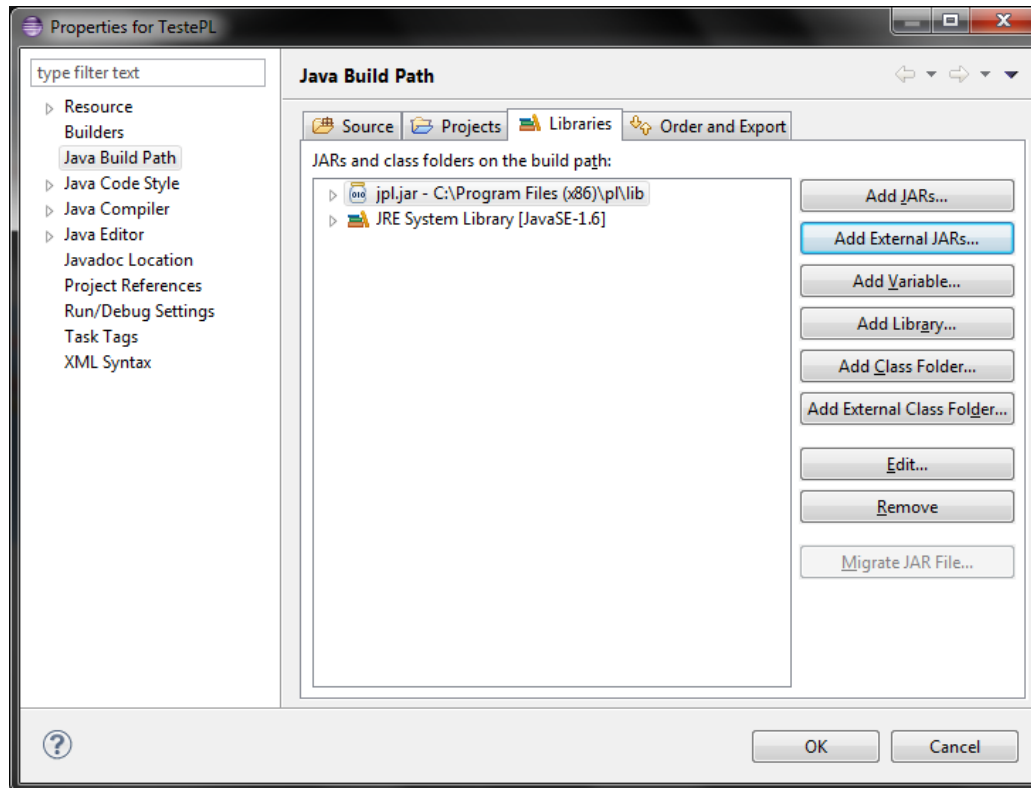 Properties for TestePL
type filter text
Resource
Builders
Java Build Path
Java Code Style
Java Compiler
Java Editor
Javadoc Location
Project References
Run/Debug Settings
Task Tags
XML Syntax
Java Build Path
Source Projects Libraries Order and Export
JARs and class folders on the build path:
jpl.jar - C:\Program Files (x86)\pl\lib
JRE System Library [JavaSE-1.6]
Add JARs...
Add External JARs...
Add Variable...
Add Library...
Add Class Folder...
Add External Class Folder...
Edit...
Remove
Migrate JAR File...
?
OK Cancel